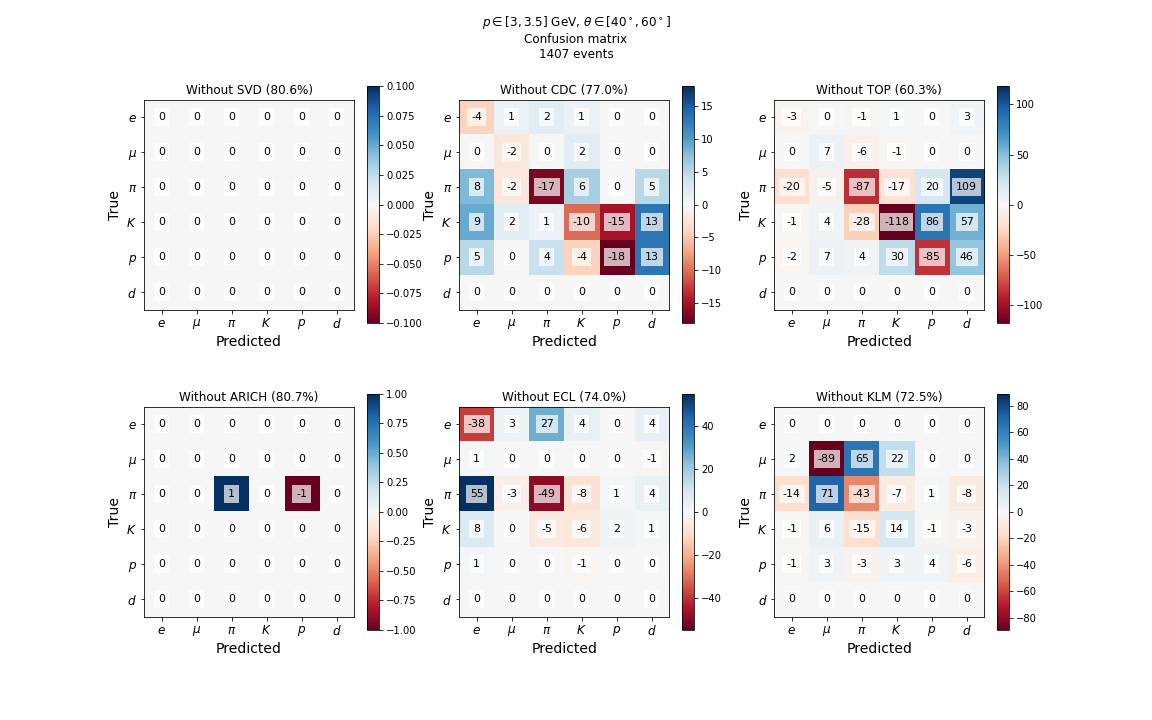 p ∈ [3, 3.5] GeV, θ ∈ [40°, 60°]
Confusion matrix
1407 events
Without SVD (80.6%)
True
e 0 0 0 0 0 0
μ 0 0 0 0 0 0
π 0 0 0 0 0 0
K 0 0 0 0 0 0
p 0 0 0 0 0 0
d 0 0 0 0 0 0
e μ π K p d
Predicted
0.100
0.075
0.050
0.025
0.000
−0.025
−0.050
−0.075
−0.100
Without CDC (77.0%)
True
-4 1 2 1 0 0
0 -2 0 2 0 0
8 -2 -17 6 0 5
9 2 1 -10 -15 13
5 0 4 -4 -18 13
0 0 0 0 0 0
e μ π K p d
Predicted
15
10
5
0
−5
−10
−15
Without TOP (60.3%)
True
-3 0 -1 1 0 3
0 7 -6 -1 0 0
-20 -5 -87 -17 20 109
-1 4 -28 -118 86 57
-2 7 4 30 -85 46
0 0 0 0 0 0
e μ π K p d
Predicted
100
50
0
−50
−100
Without ARICH (80.7%)
True
e 0 0 0 0 0 0
μ 0 0 0 0 0 0
π 0 0 1 0 -1 0
K 0 0 0 0 0 0
p 0 0 0 0 0 0
d 0 0 0 0 0 0
e μ π K p d
Predicted
1.00
0.75
0.50
0.25
0.00
−0.25
−0.50
−0.75
−1.00
Without ECL (74.0%)
True
-38 3 27 4 0 4
1 0 0 0 0 -1
55 -3 -49 -8 1 4
8 0 -5 -6 2 1
1 0 0 -1 0 0
0 0 0 0 0 0
e μ π K p d
Predicted
40
20
0
−20
−40
Without KLM (72.5%)
True
0 0 0 0 0 0
2 -89 65 22 0 0
-14 71 -43 -7 1 -8
-1 6 -15 14 -1 -3
-1 3 -3 3 4 -6
0 0 0 0 0 0
e μ π K p d
Predicted
80
60
40
20
0
−20
−40
−60
−80